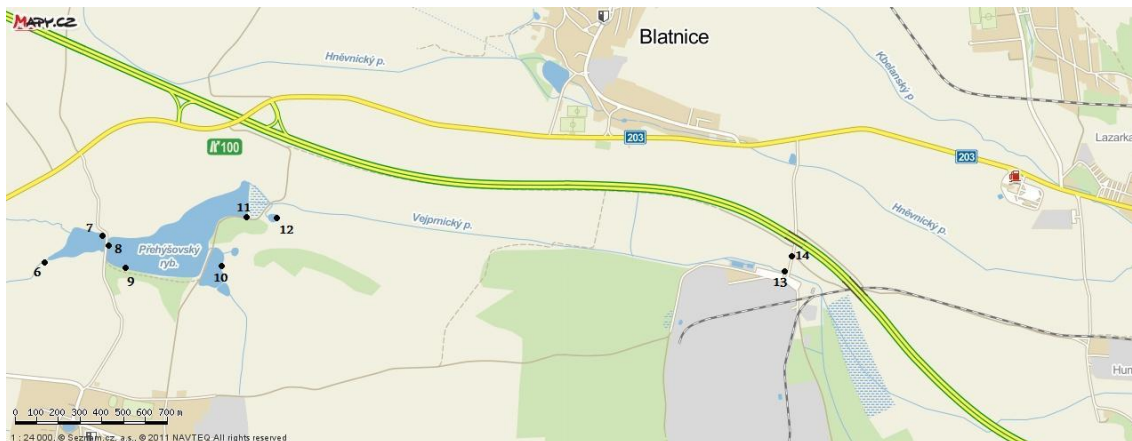 Mapy.cz
Blatnice
Hněvnický p.
Kbelanský p.
203
Lazarka
100
203
11
12
Vejprnický p.
Hněvnický p.
7
8
Přehýšovský
ryb.
6
9
10
14
13
Hum
0 100 200 300 400 500 600 700 m
1 : 24 000, © Seznam.cz, a.s., © 2011 NAVTEQ All rights reserved